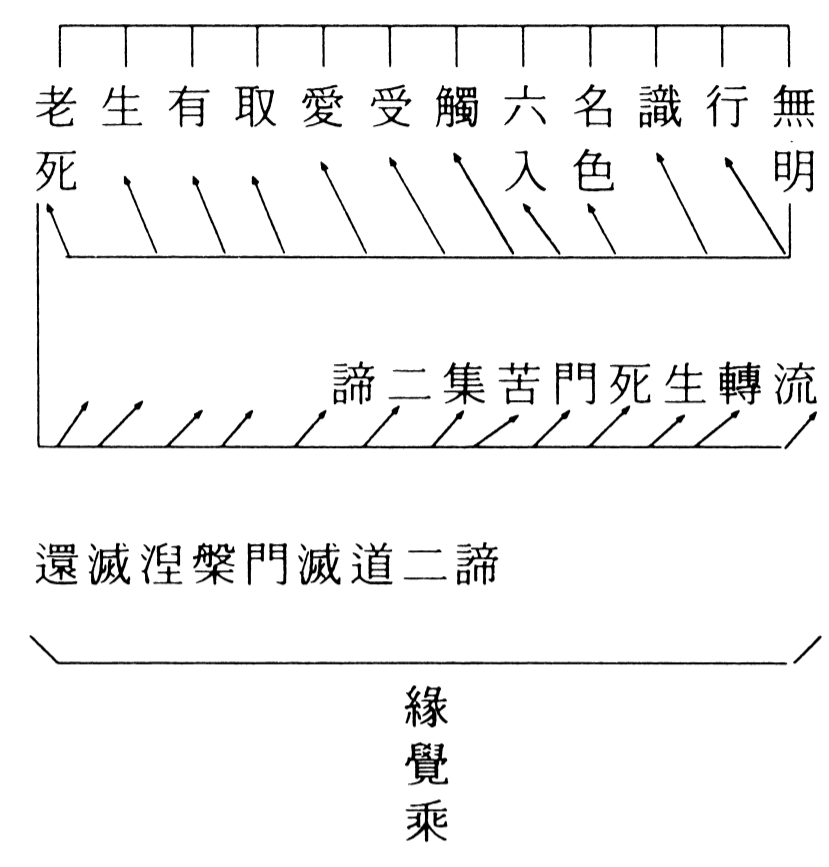 無明 行 識 名色 六入 觸 受 愛 取 有 生 老死
流轉生死門苦集二諦
還滅涅槃門滅道二諦
緣覺乘